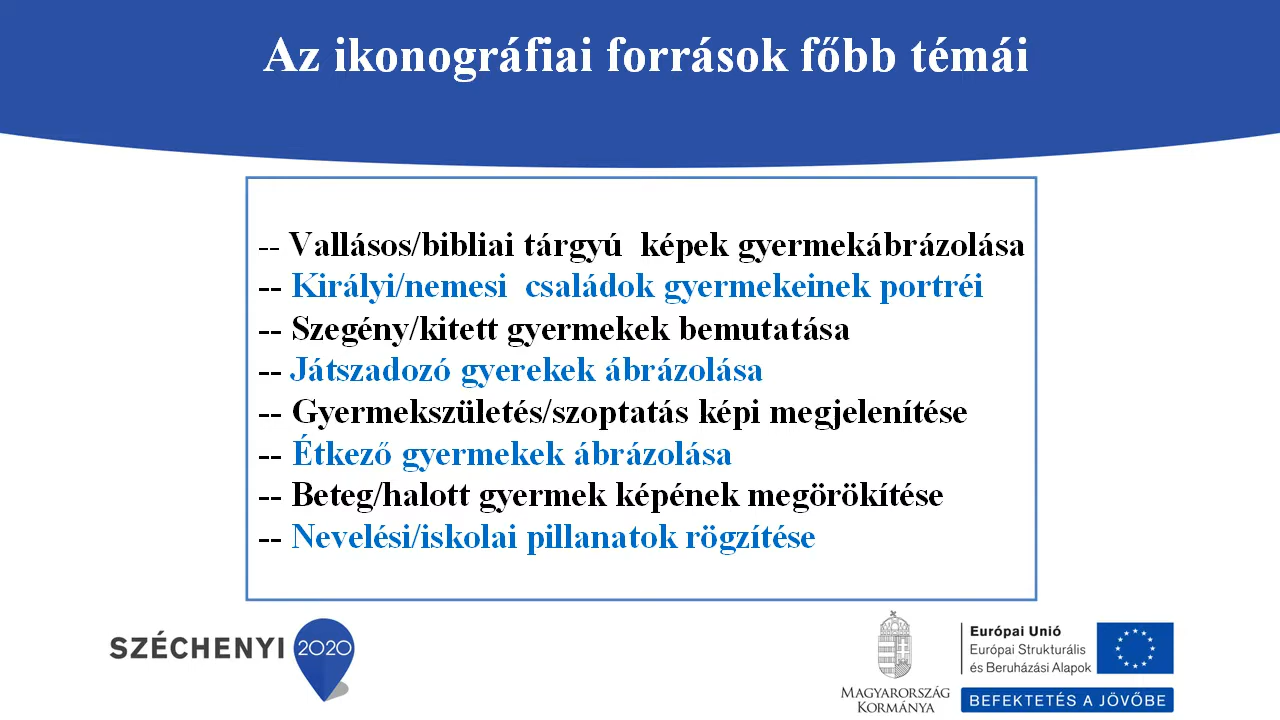 Az ikonográfiai források főbb témái
-- Vallásos/bibliai tárgyú  képek gyermekábrázolása
-- Királyi/nemesi  családok gyermekeinek portréi
-- Szegény/kitett gyermekek bemutatása
-- Játszadozó gyerekek ábrázolása
-- Gyermekszületés/szoptatás képi megjelenítése
-- Étkező gyermekek ábrázolása
-- Beteg/halott gyermek képének megörökítése
-- Nevelési/iskolai pillanatok rögzítése
SZÉCHENYI 2020
MAGYARORSZÁG
KORMÁNYA
Európai Unió
Európai Strukturális
és Beruházási Alapok
BEFEKTETÉS A JÖVŐBE